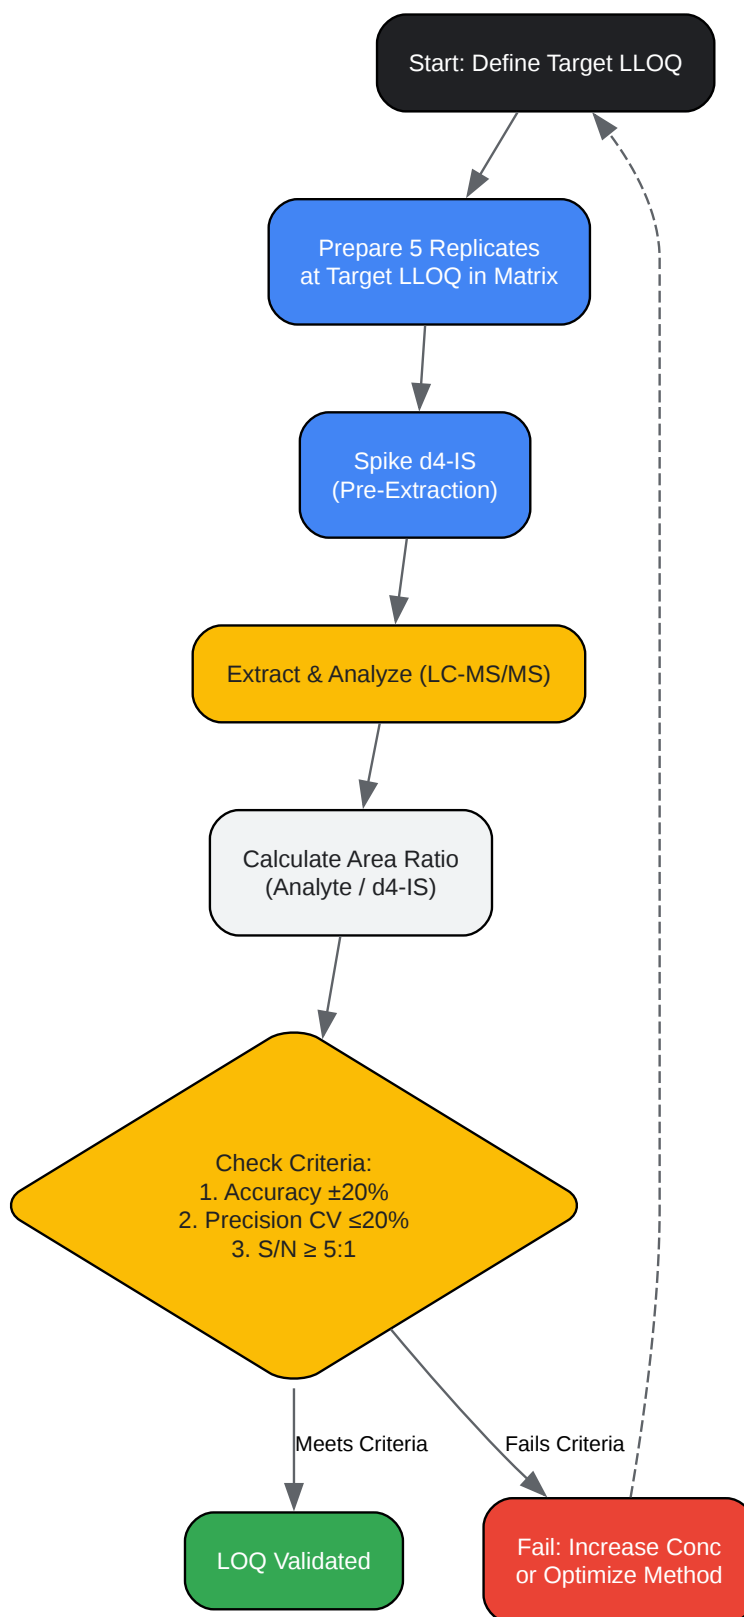 Start: Define Target LLOQ
Prepare 5 Replicates
at Target LLOQ in Matrix
Spike d4-IS
(Pre-Extraction)
Extract & Analyze (LC-MS/MS)
Calculate Area Ratio
(Analyte / d4-IS)
Check Criteria:
1. Accuracy ±20%
2. Precision CV ≤20%
3. S/N ≥ 5:1
Meets Criteria
Fails Criteria
LOQ Validated
Fail: Increase Conc
or Optimize Method